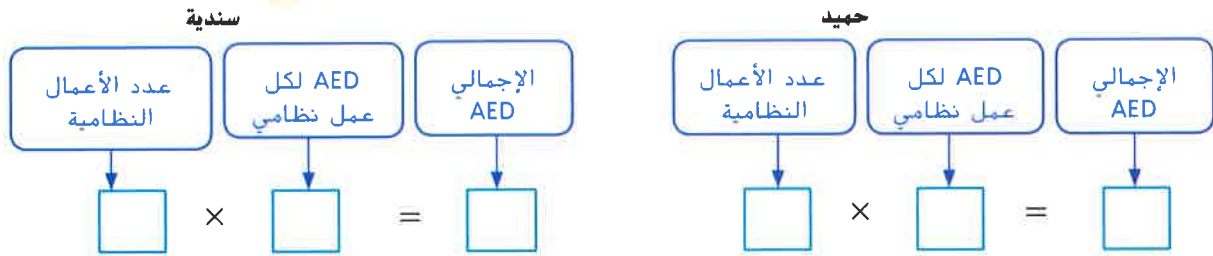 سندية
عدد الأعمال
النظامية
AED لكل
عمل نظامي
الإجمالي
AED
× =
حميد
عدد الأعمال
النظامية
AED لكل
عمل نظامي
الإجمالي
AED
× =